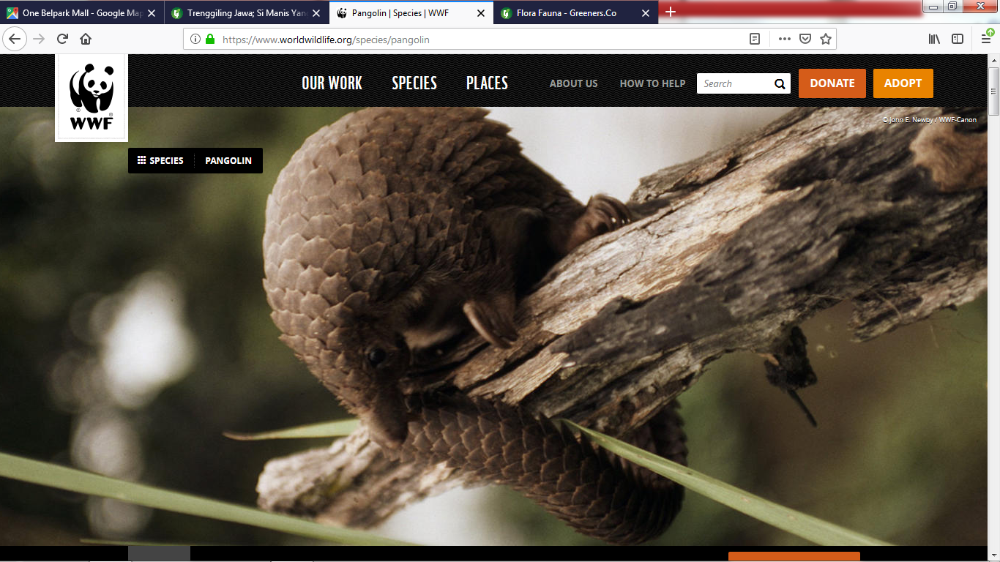 One Belpark Mall - Google Map
Trenggiling Jawa; Si Manis Yan
Pangolin | Species | WWF
Flora Fauna - Greeners.Co
https://www.worldwildlife.org/species/pangolin
WWF
OUR WORK
SPECIES
PLACES
ABOUT US
HOW TO HELP
Search
DONATE
ADOPT
© John E. Newby / WWF-Canon
SPECIES
PANGOLIN